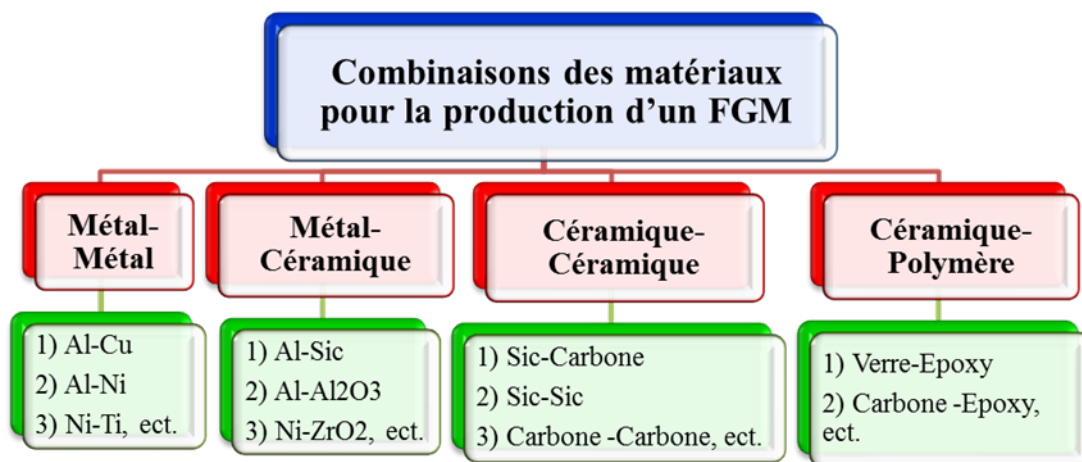 Combinaisons des matériaux
pour la production d'un FGM
Métal-
Métal
Métal-
Céramique
Céramique-
Céramique
Céramique-
Polymère
1) Al-Cu
2) Al-Ni
3) Ni-Ti, ect.
1) Al-Sic
2) Al-Al2O3
3) Ni-ZrO2, ect.
1) Sic-Carbone
2) Sic-Sic
3) Carbone -Carbone, ect.
1) Verre-Epoxy
2) Carbone -Epoxy,
ect.